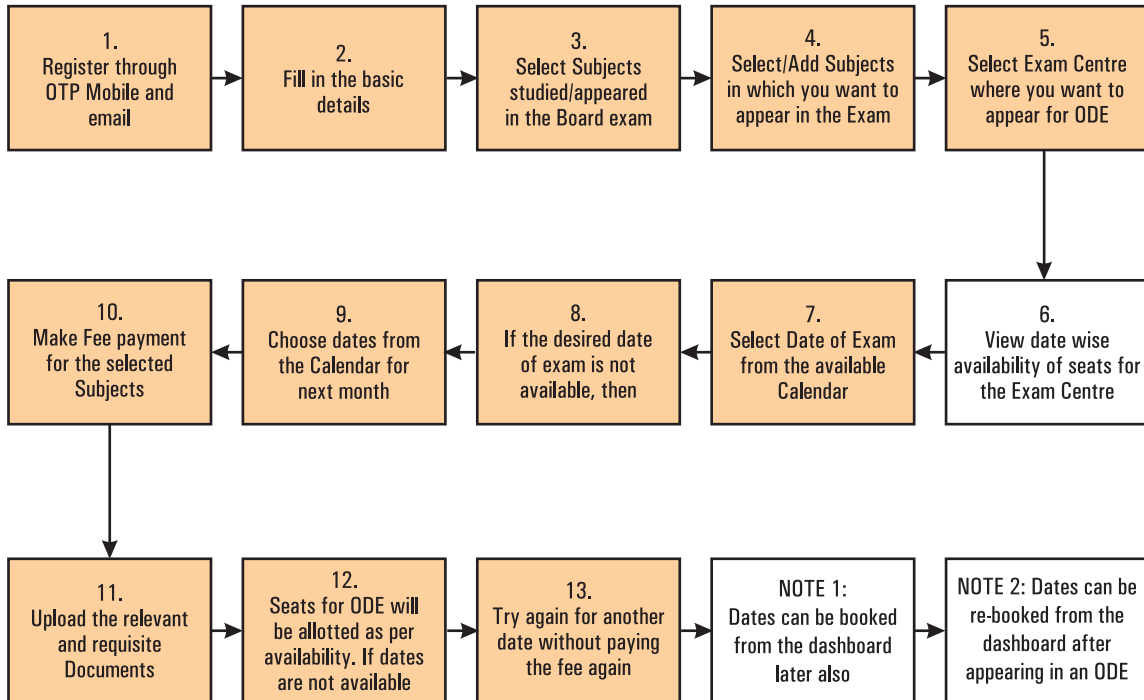 1.
Register through
OTP Mobile and
email
2.
Fill in the basic
details
3.
Select Subjects
studied/appeared
in the Board exam
4.
Select/Add Subjects
in which you want to
appear in the Exam
5.
Select Exam Centre
where you want to
appear for ODE
6.
View date wise
availability of seats for
the Exam Centre
7.
Select Date of Exam
from the available
Calendar
8.
If the desired date
of exam is not
available, then
9.
Choose dates from
the Calendar for
next month
10.
Make Fee payment
for the selected
Subjects
11.
Upload the relevant
and requisite
Documents
12.
Seats for ODE will
be allotted as per
availability. If dates
are not available
13.
Try again for another
date without paying
the fee again
NOTE 1:
Dates can be booked
from the dashboard
later also
NOTE 2: Dates can be
re-booked from the
dashboard after
appearing in an ODE